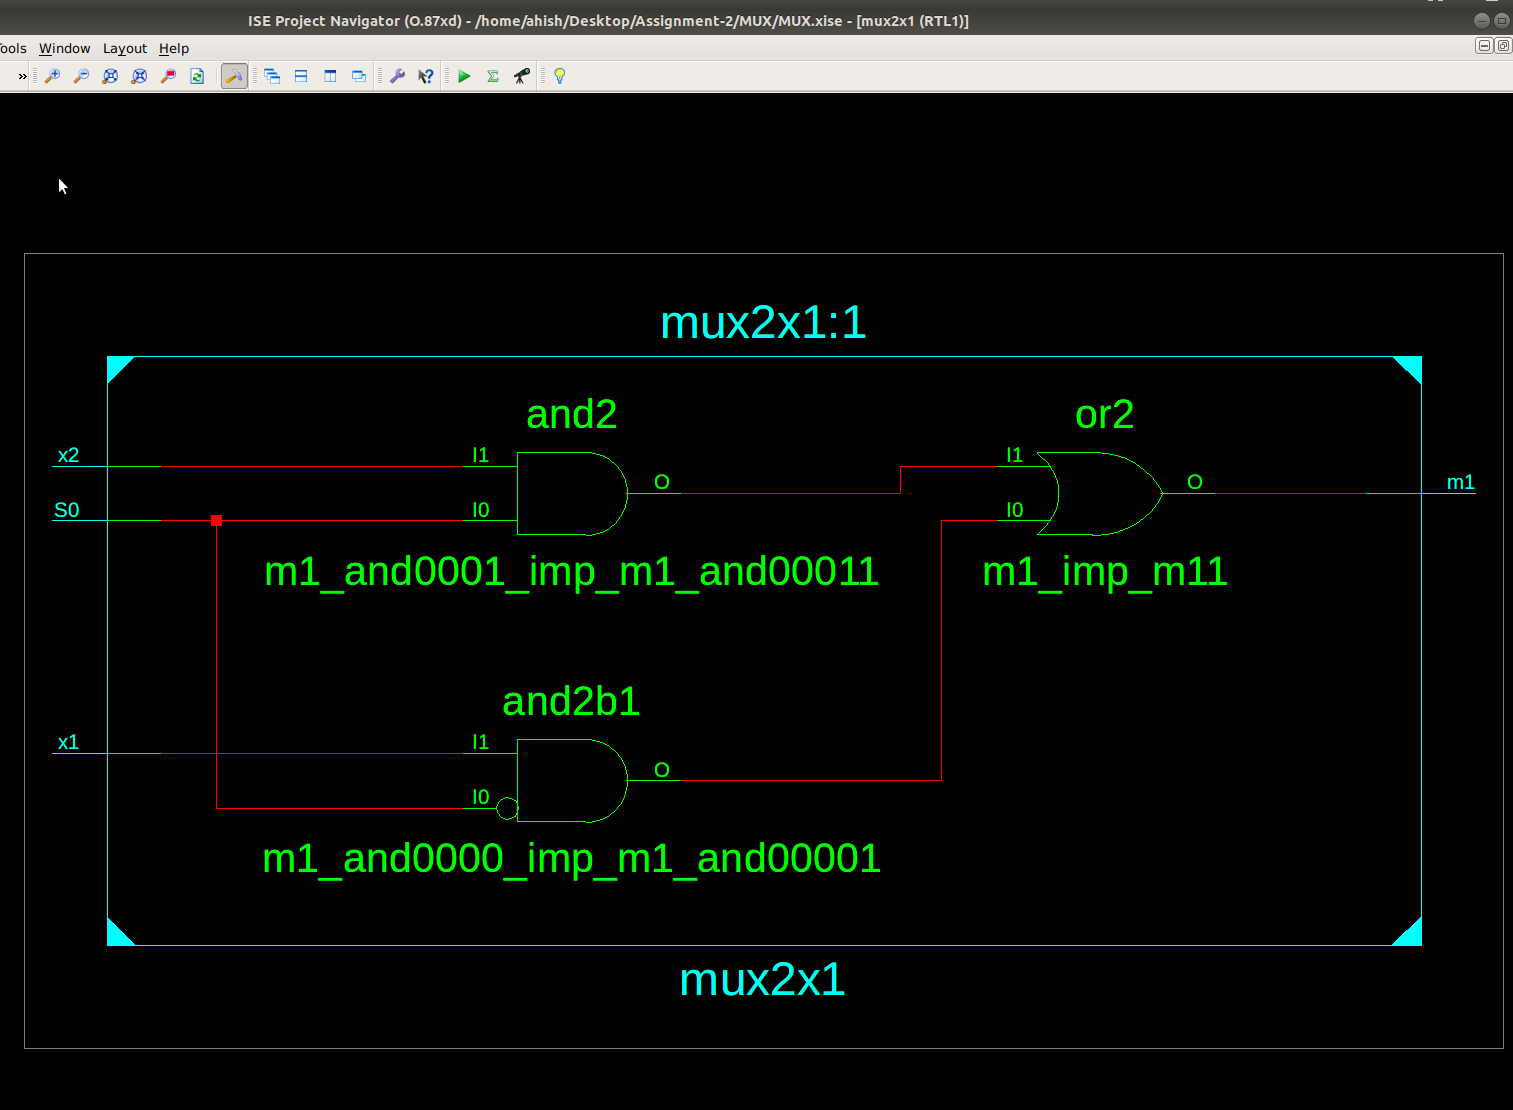 ISE Project Navigator (O.87xd) - /home/ahish/Desktop/Assignment-2/MUX/MUX.xise - [mux2x1 (RTL1)]
ools Window Layout Help
»
mux2x1:1
and2 or2
x2 I1 I1
O O m1
S0 I0 I0
m1_and0001_imp_m1_and00011 m1_imp_m11
and2b1
x1 I1
O
I0
m1_and0000_imp_m1_and00001
mux2x1